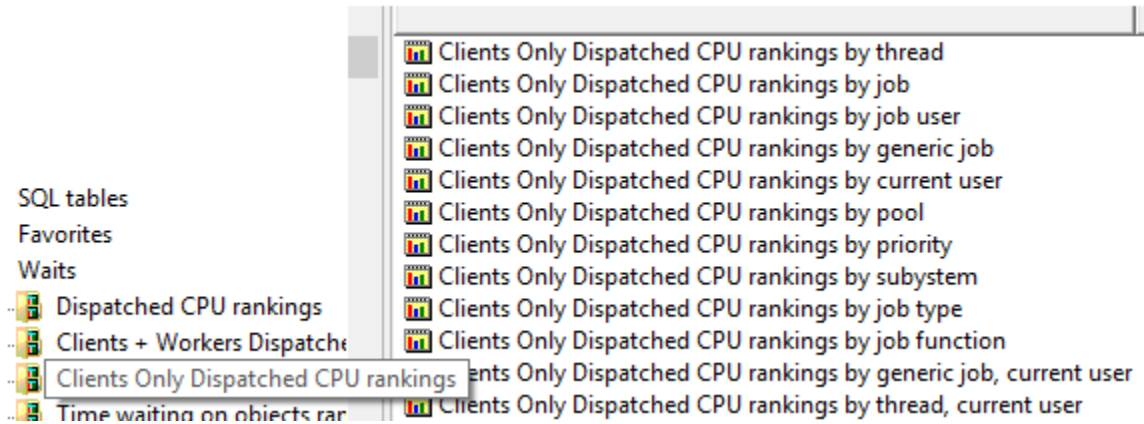 SQL tables
Favorites
Waits
Dispatched CPU rankings
Clients + Workers Dispatche
Clients Only Dispatched CPU rankings
Time waiting on objects ran
Clients Only Dispatched CPU rankings by thread
Clients Only Dispatched CPU rankings by job
Clients Only Dispatched CPU rankings by job user
Clients Only Dispatched CPU rankings by generic job
Clients Only Dispatched CPU rankings by current user
Clients Only Dispatched CPU rankings by pool
Clients Only Dispatched CPU rankings by priority
Clients Only Dispatched CPU rankings by subystem
Clients Only Dispatched CPU rankings by job type
Clients Only Dispatched CPU rankings by job function
ents Only Dispatched CPU rankings by generic job, current user
Clients Only Dispatched CPU rankings by thread, current user